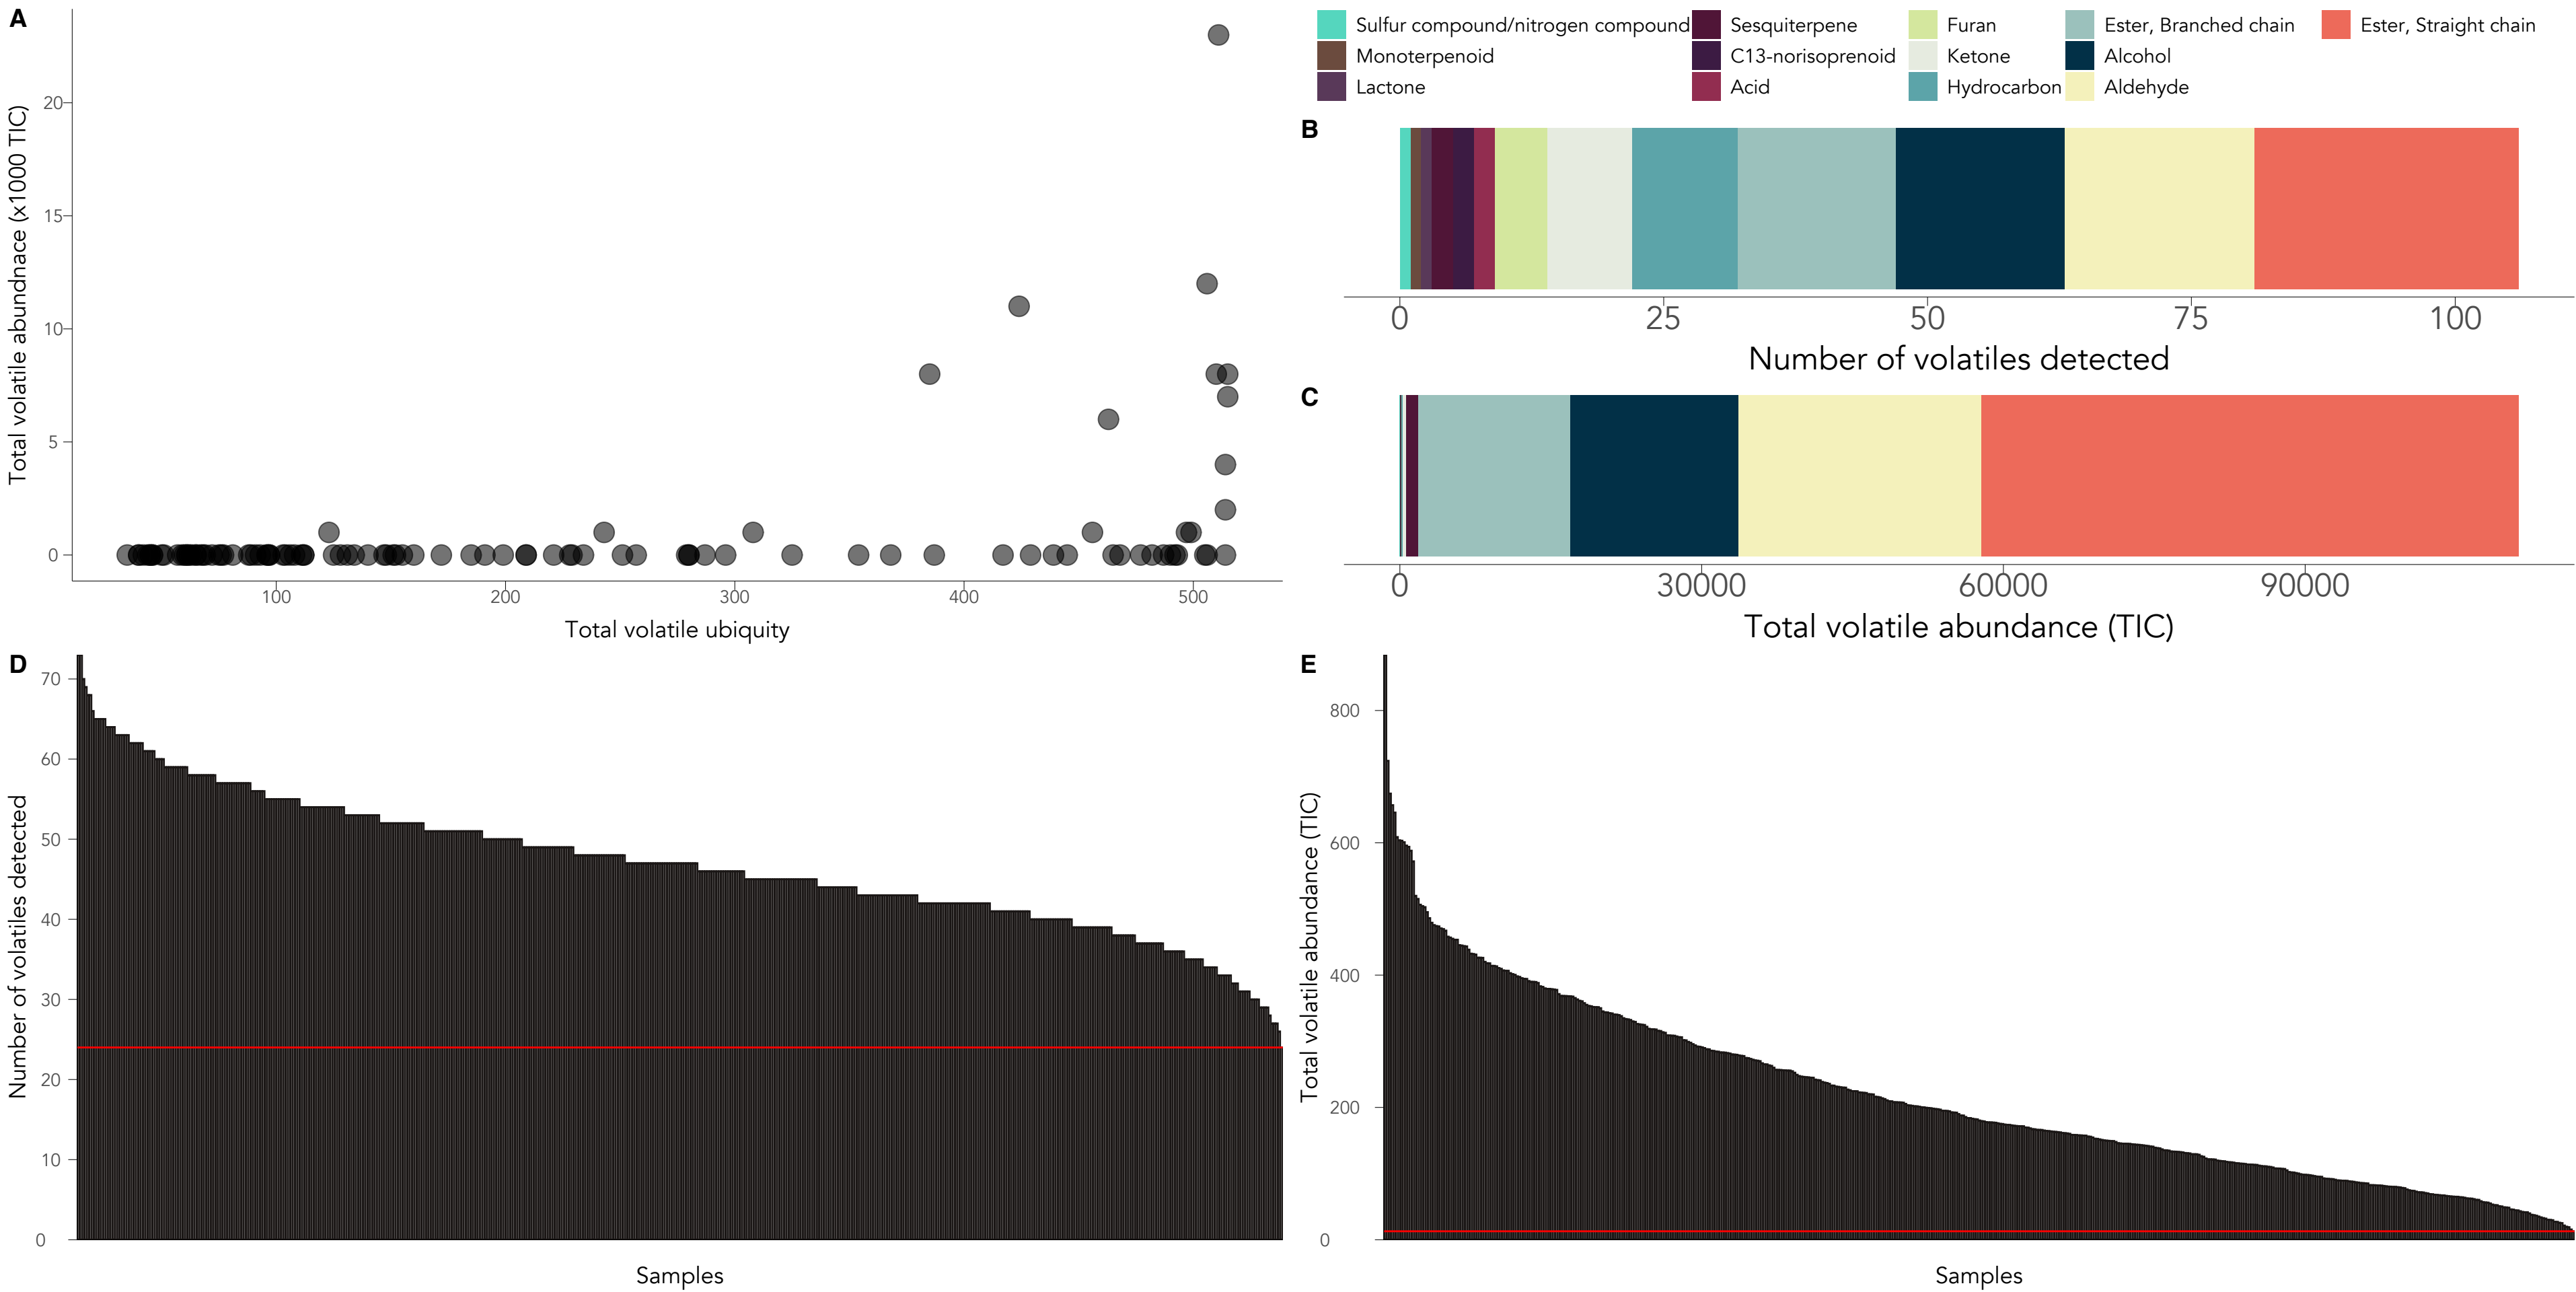 A
Total volatile abundnace (x1000 TIC)
20
15
10
5
0
100 200 300 400 500
Total volatile ubiquity
Sulfur compound/nitrogen compound Sesquiterpene Furan Ester, Branched chain Ester, Straight chain
Monoterpenoid C13-norisoprenoid Ketone Alcohol
Lactone Acid Hydrocarbon Aldehyde
B
0 25 50 75 100
Number of volatiles detected
C
0 30000 60000 90000
Total volatile abundance (TIC)
D
Number of volatiles detected
70
60
50
40
30
20
10
0
Samples
E
Total volatile abundance (TIC)
800
600
400
200
0
Samples